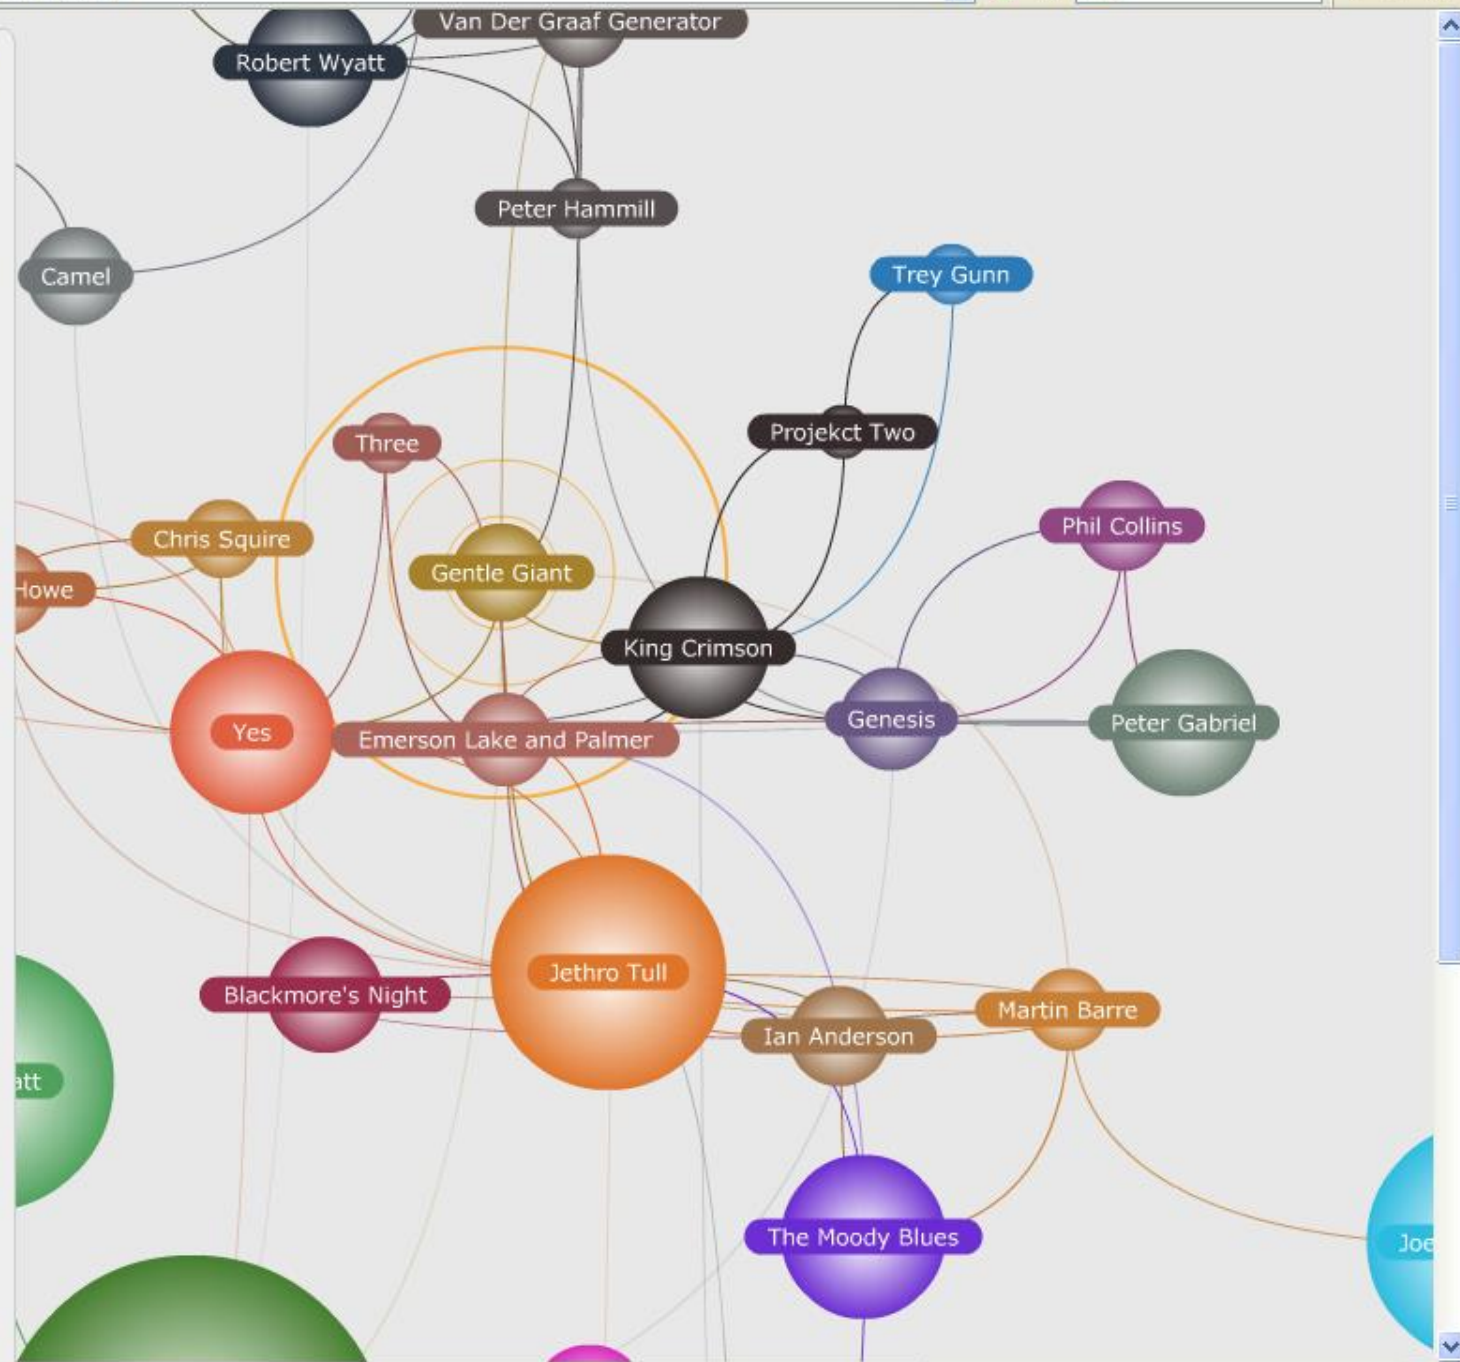 Van Der Graaf Generator
Robert Wyatt
Peter Hammill
Camel
Trey Gunn
Projekct Two
Three
Phil Collins
Chris Squire
Gentle Giant
Howe
King Crimson
Genesis
Peter Gabriel
Yes
Emerson Lake and Palmer
Jethro Tull
Blackmore's Night
Martin Barre
Ian Anderson
att
The Moody Blues
Joe